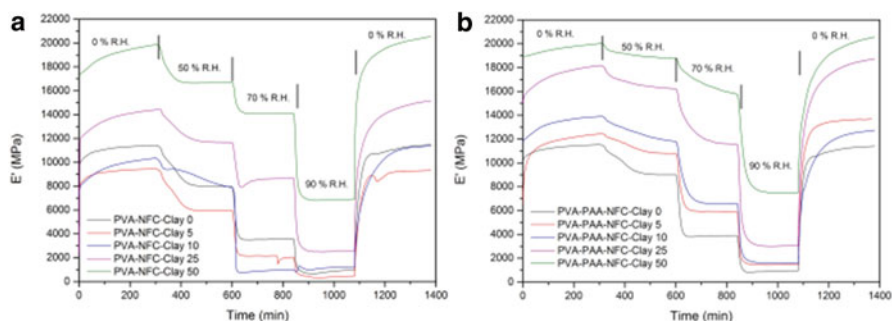 a
22000
20000
18000
16000
14000
12000
10000
8000
6000
4000
2000
0
E' (MPa)
0 % R.H.
50 % R.H.
70 % R.H.
90 % R.H.
0 % R.H.
PVA-NFC-Clay 0
PVA-NFC-Clay 5
PVA-NFC-Clay 10
PVA-NFC-Clay 25
PVA-NFC-Clay 50
0 200 400 600 800 1000 1200 1400
Time (min)
b
22000
20000
18000
16000
14000
12000
10000
8000
6000
4000
2000
0
E' (MPa)
0 % R.H.
50 % R.H.
70 % R.H.
90 % R.H.
0 % R.H.
PVA-PAA-NFC-Clay 0
PVA-PAA-NFC-Clay 5
PVA-PAA-NFC-Clay 10
PVA-PAA-NFC-Clay 25
PVA-PAA-NFC-Clay 50
0 200 400 600 800 1000 1200 1400
Time (min)